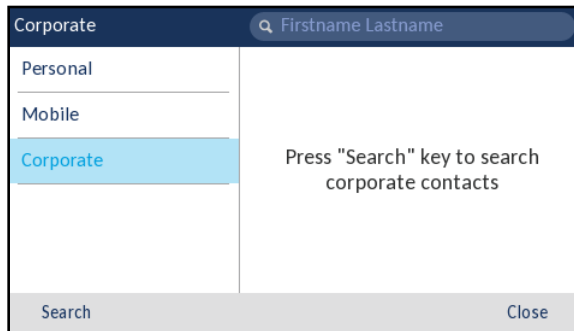 Corporate
Firstname Lastname
Personal
Mobile
Corporate
Press "Search" key to search
corporate contacts
Search
Close